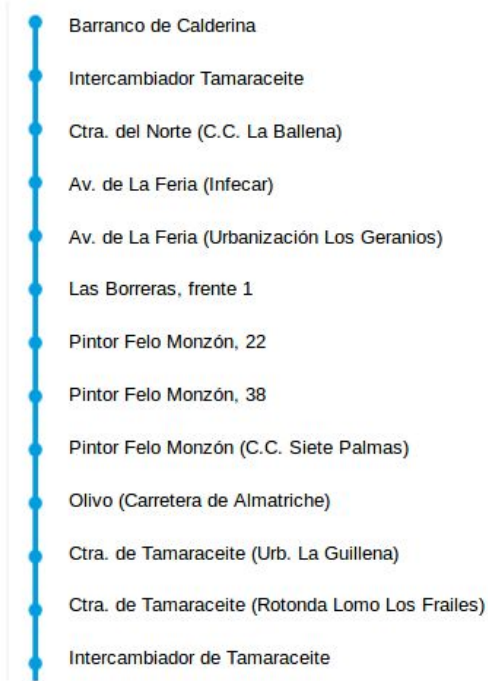 Barranco de Calderina
Intercambiador Tamaraceite
Ctra. del Norte (C.C. La Ballena)
Av. de La Feria (Infecar)
Av. de La Feria (Urbanización Los Geranios)
Las Borreras, frente 1
Pintor Felo Monzón, 22
Pintor Felo Monzón, 38
Pintor Felo Monzón (C.C. Siete Palmas)
Olivo (Carretera de Almatriche)
Ctra. de Tamaraceite (Urb. La Guillena)
Ctra. de Tamaraceite (Rotonda Lomo Los Frailes)
Intercambiador de Tamaraceite